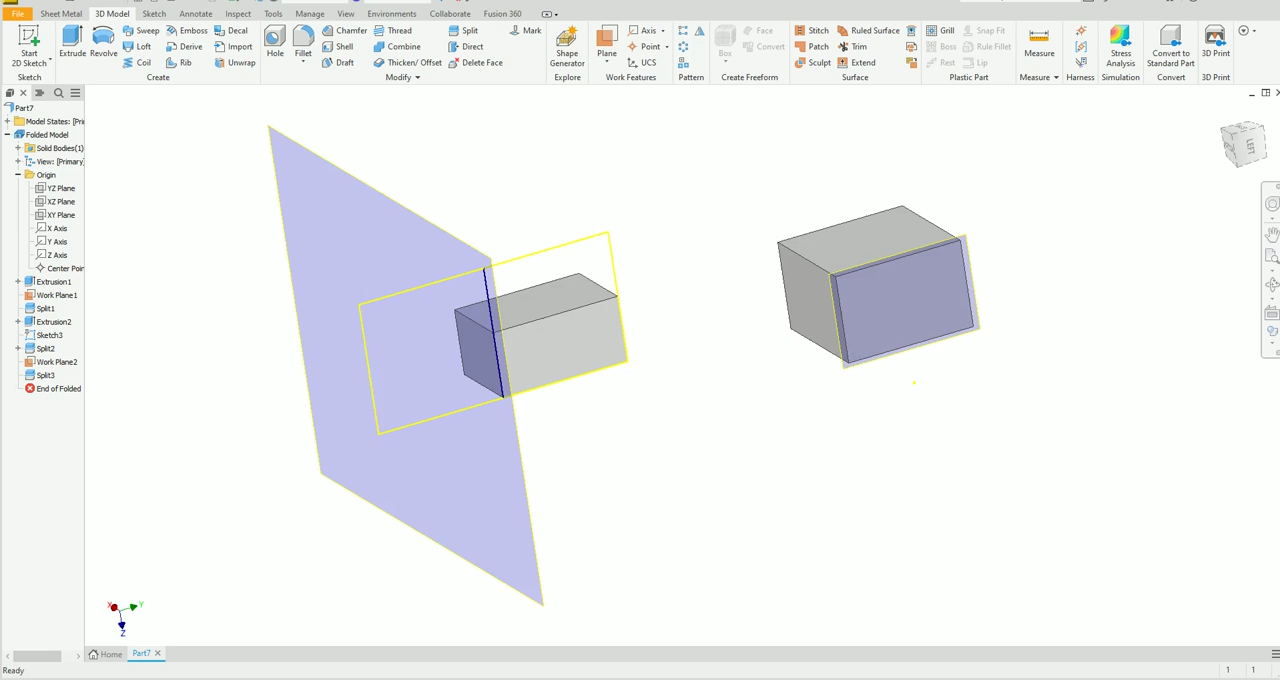 File Sheet Metal 3D Model Sketch Annotate Inspect Tools Manage View Environments Collaborate Fusion 360
Start 2D Sketch
Extrude
Revolve
Sweep Emboss Decal
Loft Derive Import
Coil Rib Unwrap
Hole
Fillet
Chamfer Thread Split Mark
Shell Combine Direct
Draft Thicken/ Offset Delete Face
Shape Generator
Plane
Axis
Point
UCS
Box
Face
Convert
Stitch Ruled Surface
Patch Trim
Sculpt Extend
Grill Snap Fit
Boss Rule Fillet
Rest Lip
Measure
Stress Analysis
Convert to Standard Part
3D Print
Sketch Create Modify Explore Work Features Pattern Create Freeform Surface Plastic Part Measure Harness Simulation Convert 3D Print
Part7
Model States: [Pri
Folded Model
Solid Bodies(1)
View: [Primary
Origin
YZ Plane
XZ Plane
XY Plane
X Axis
Y Axis
Z Axis
Center Poin
Extrusion1
Work Plane1
Split1
Extrusion2
Sketch3
Split2
Work Plane2
Split3
End of Folded
LEFT
X Y
Z
Home Part7
Ready 1 1